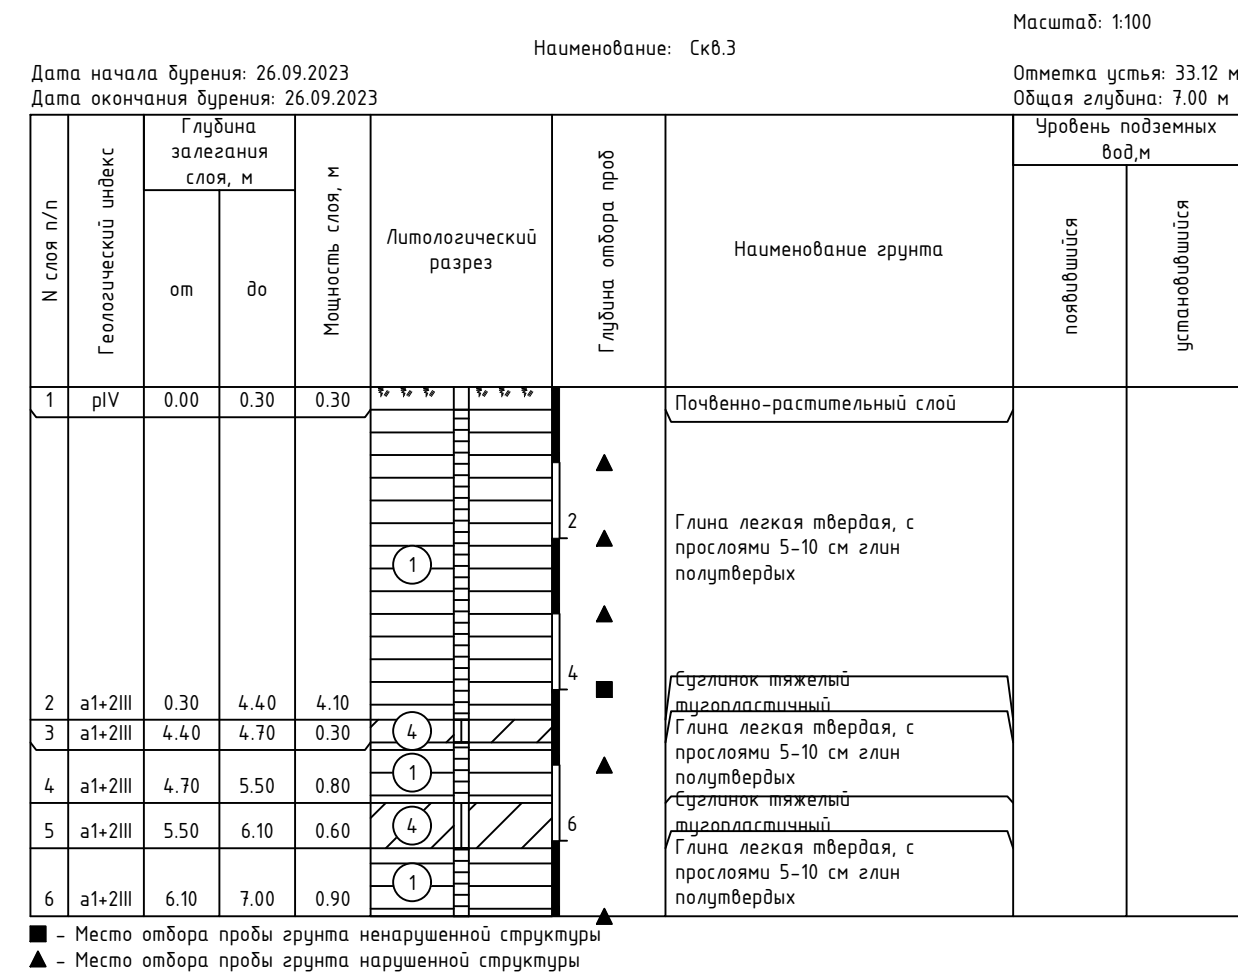 Масштаб: 1:100
Наименование: Скв.3
Дата начала бурения: 26.09.2023
Отметка устья: 33.12 м
Дата окончания бурения: 26.09.2023
Общая глубина: 7.00 м
N слоя п/п
Геологический индекс
Глубина
залегания
слоя, м
от
до
Мощность слоя, м
Литологический
разрез
Глубина отбора проб
Наименование грунта
Уровень подземных
вод,м
появившийся
установившийся
1 pIV 0.00 0.30 0.30
Почвенно-растительный слой
2
Глина легкая твердая, с
прослоями 5-10 см глин
полутвердых
1
4
2 a1+2III 0.30 4.40 4.10
Суглинок тяжелый
тугопластичный
3 a1+2III 4.40 4.70 0.30 4
Глина легкая твердая, с
прослоями 5-10 см глин
полутвердых
4 a1+2III 4.70 5.50 0.80 1
Суглинок тяжелый
тугопластичный
5 a1+2III 5.50 6.10 0.60 4 6
Глина легкая твердая, с
прослоями 5-10 см глин
полутвердых
6 a1+2III 6.10 7.00 0.90 1
- Место отбора пробы грунта ненарушенной структуры
- Место отбора пробы грунта нарушенной структуры